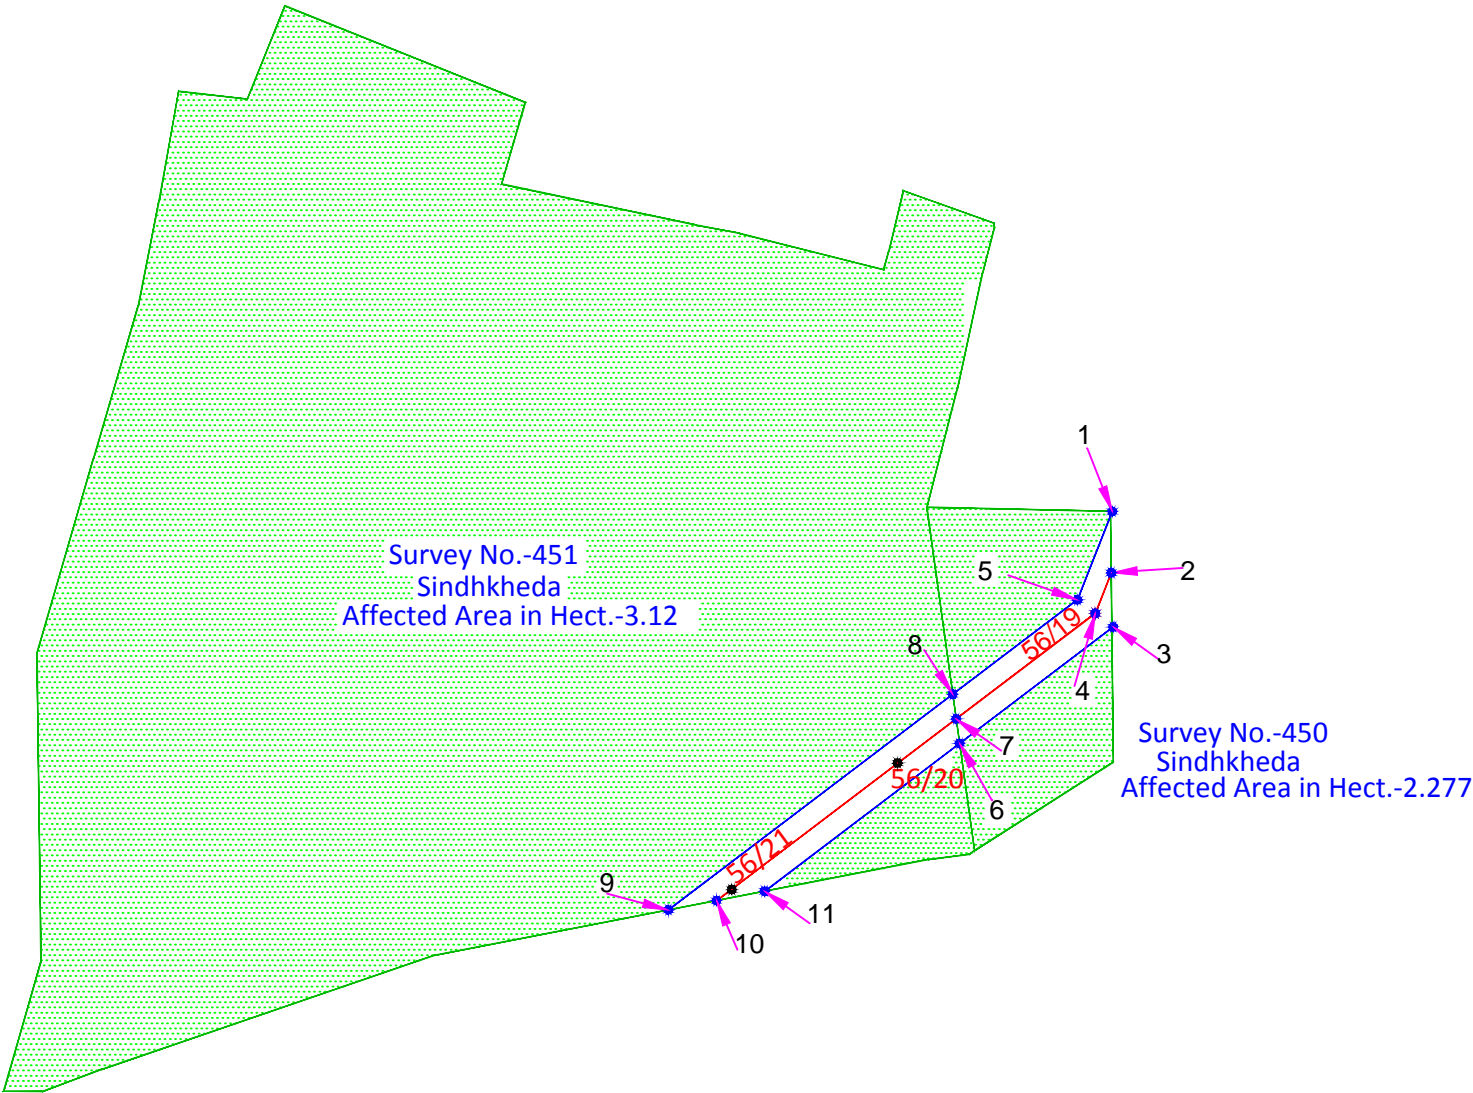 1
Survey No.-451
Sindhkheda
Affected Area in Hect.-3.12
5
2
56/19
8
3
4
Survey No.-450
Sindhkheda
Affected Area in Hect.-2.277
7
56/20
6
56/21
9
11
10